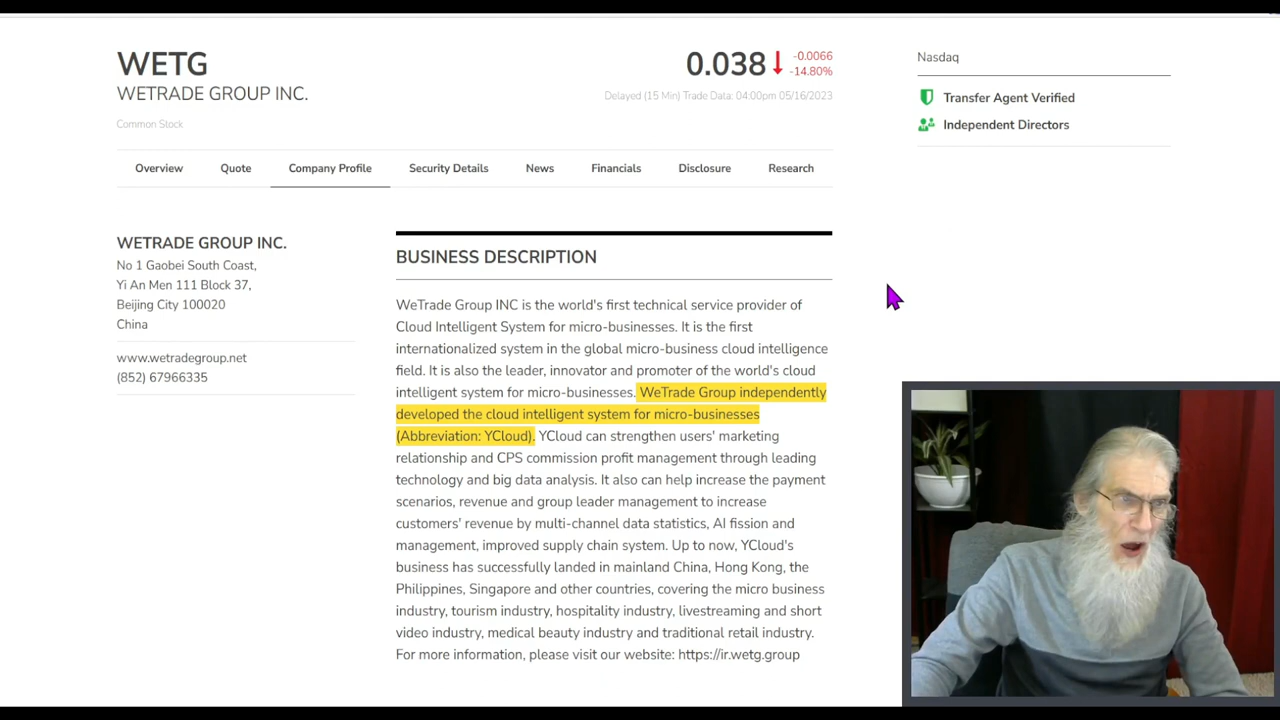 WETG
WETRADE GROUP INC.
Common Stock
0.038
-0.0066
-14.80%
Delayed (15 Min) Trade Data: 04:00pm 05/16/2023
Nasdaq
Transfer Agent Verified
Independent Directors
Overview Quote Company Profile Security Details News Financials Disclosure Research
WETRADE GROUP INC.
No 1 Gaobei South Coast,
Yi An Men 111 Block 37,
Beijing City 100020
China
www.wetradegroup.net
(852) 67966335
BUSINESS DESCRIPTION
WeTrade Group INC is the world's first technical service provider of
Cloud Intelligent System for micro-businesses. It is the first
internationalized system in the global micro-business cloud intelligence
field. It is also the leader, innovator and promoter of the world's cloud
intelligent system for micro-businesses. WeTrade Group independently
developed the cloud intelligent system for micro-businesses
(Abbreviation: YCloud). YCloud can strengthen users' marketing
relationship and CPS commission profit management through leading
technology and big data analysis. It also can help increase the payment
scenarios, revenue and group leader management to increase
customers' revenue by multi-channel data statistics, AI fission and
management, improved supply chain system. Up to now, YCloud's
business has successfully landed in mainland China, Hong Kong, the
Philippines, Singapore and other countries, covering the micro business
industry, tourism industry, hospitality industry, livestreaming and short
video industry, medical beauty industry and traditional retail industry.
For more information, please visit our website: https://ir.wetg.group